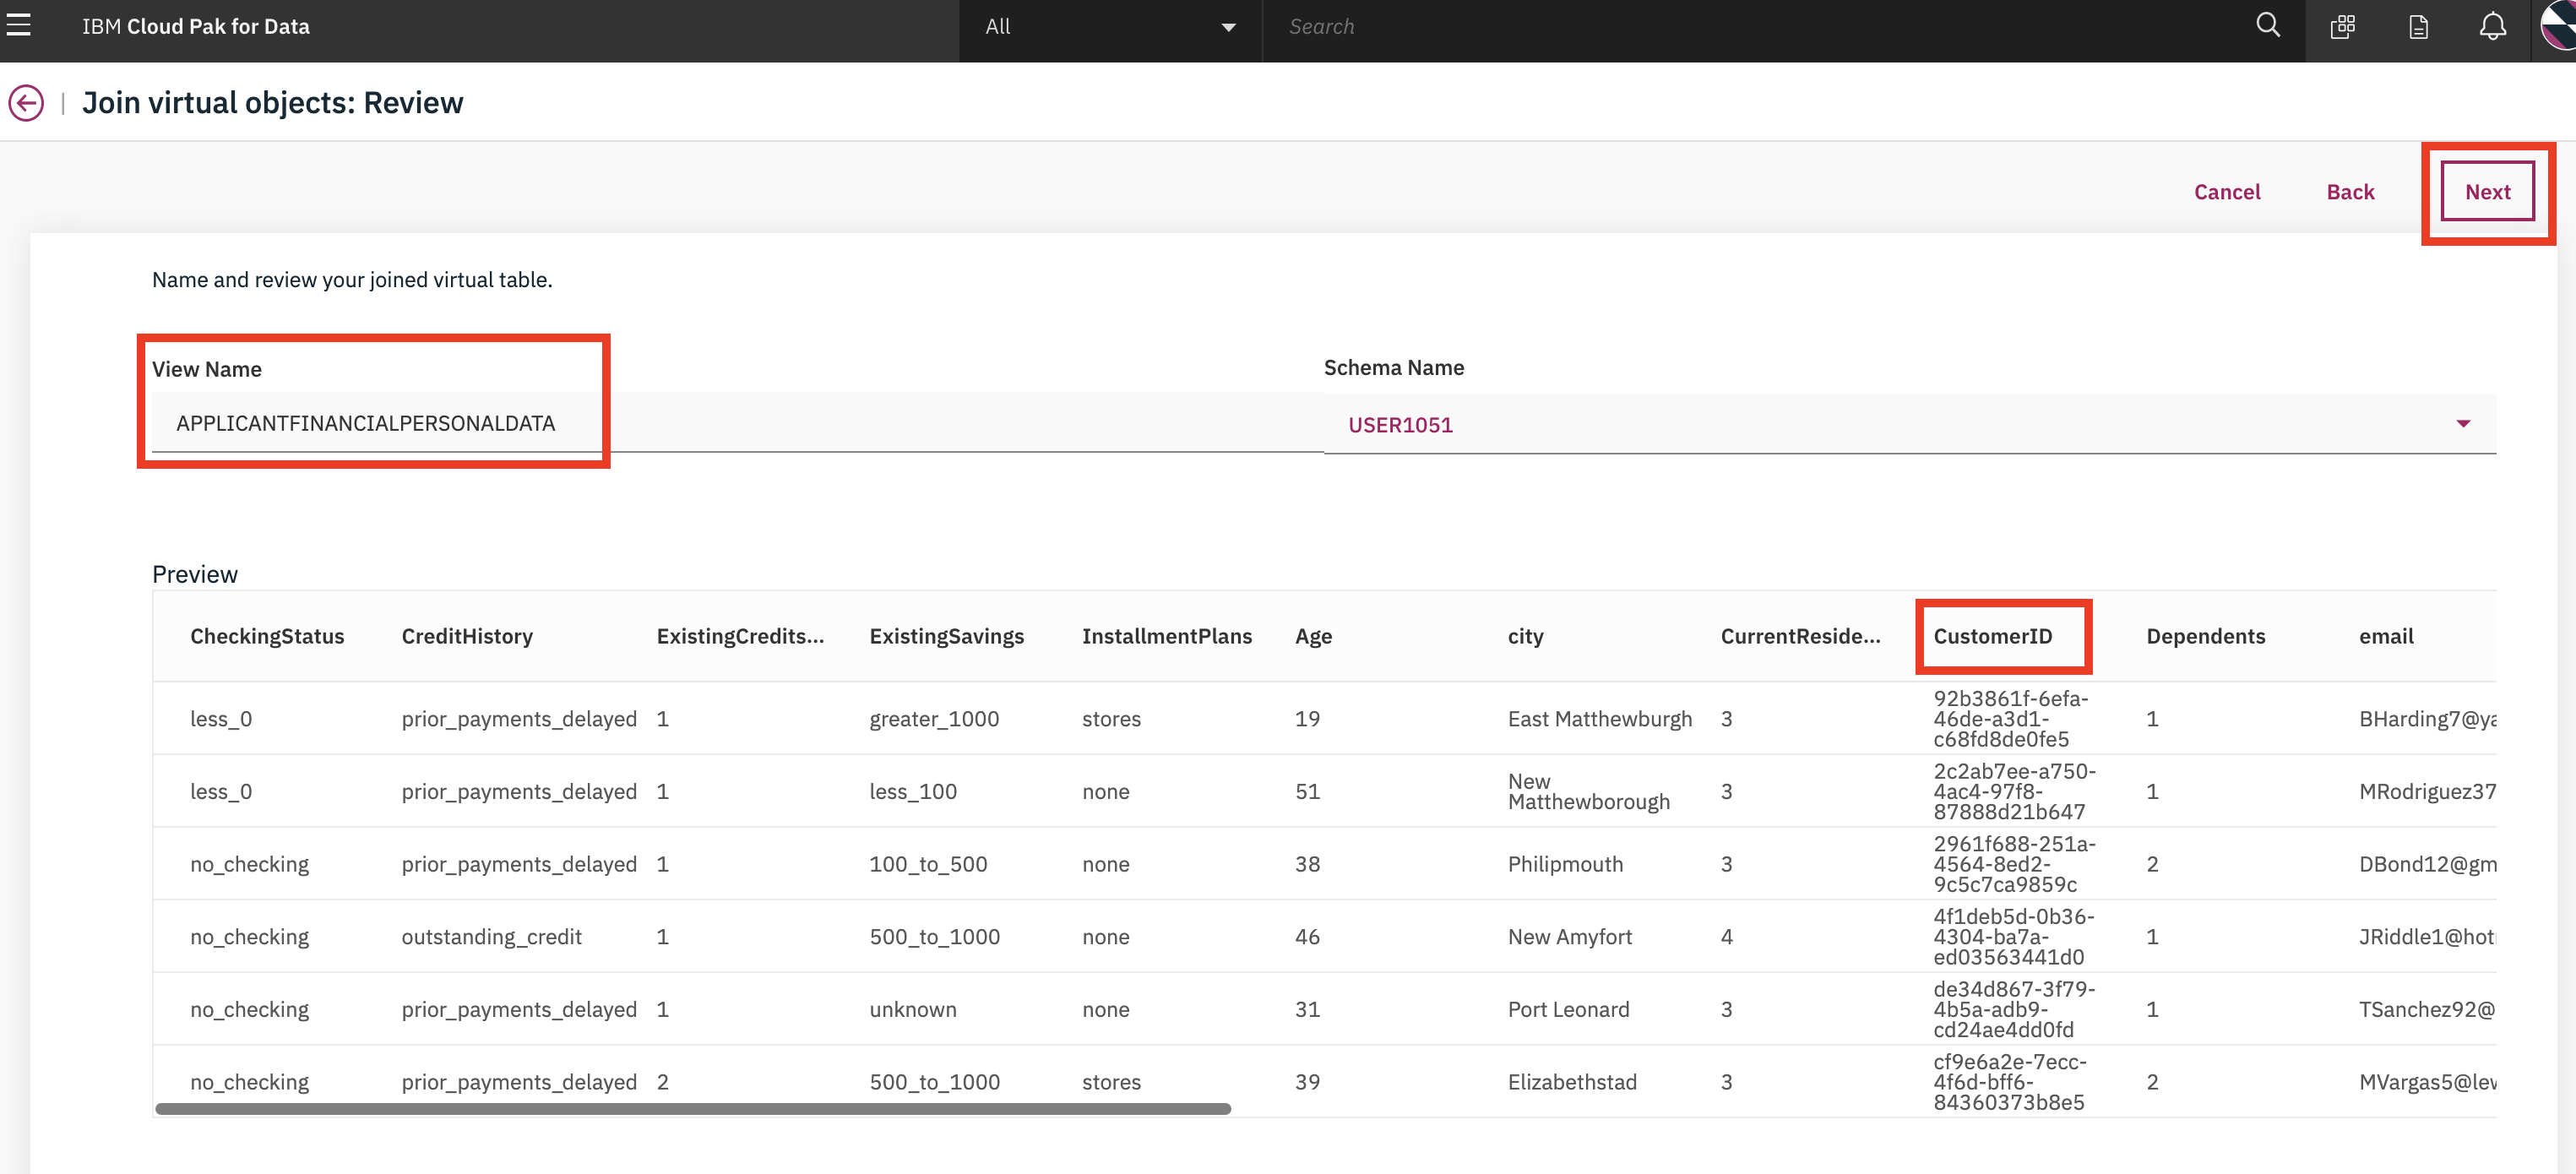 IBM Cloud Pak for Data
All
Search
Join virtual objects: Review
Cancel
Back
Next
Name and review your joined virtual table.
View Name
Schema Name
APPLICANTFINANCIALPERSONALDATA
USER1051
Preview
CheckingStatus CreditHistory ExistingCredits... ExistingSavings InstallmentPlans Age city CurrentReside... CustomerID Dependents email
less_0 prior_payments_delayed 1 greater_1000 stores 19 East Matthewburgh 3 92b3861f-6efa-
46de-a3d1-
c68fd8de0fe5 1 BHarding7@ya
less_0 prior_payments_delayed 1 less_100 none 51 New
Matthewborough 3 2c2ab7ee-a750-
4ac4-97f8-
87888d21b647 1 MRodriguez37
no_checking prior_payments_delayed 1 100_to_500 none 38 Philipmouth 3 2961f688-251a-
4564-8ed2-
9c5c7ca9859c 2 DBond12@gm
no_checking outstanding_credit 1 500_to_1000 none 46 New Amyfort 4 4f1deb5d-0b36-
4304-ba7a-
ed03563441d0 1 JRiddle1@hot
no_checking prior_payments_delayed 1 unknown none 31 Port Leonard 3 de34d867-3f79-
4b5a-adb9-
cd24ae4dd0fd 1 TSanchez92@
no_checking prior_payments_delayed 2 500_to_1000 stores 39 Elizabethstad 3 cf9e6a2e-7ecc-
4f6d-bff6-
84360373b8e5 2 MVargas5@lew